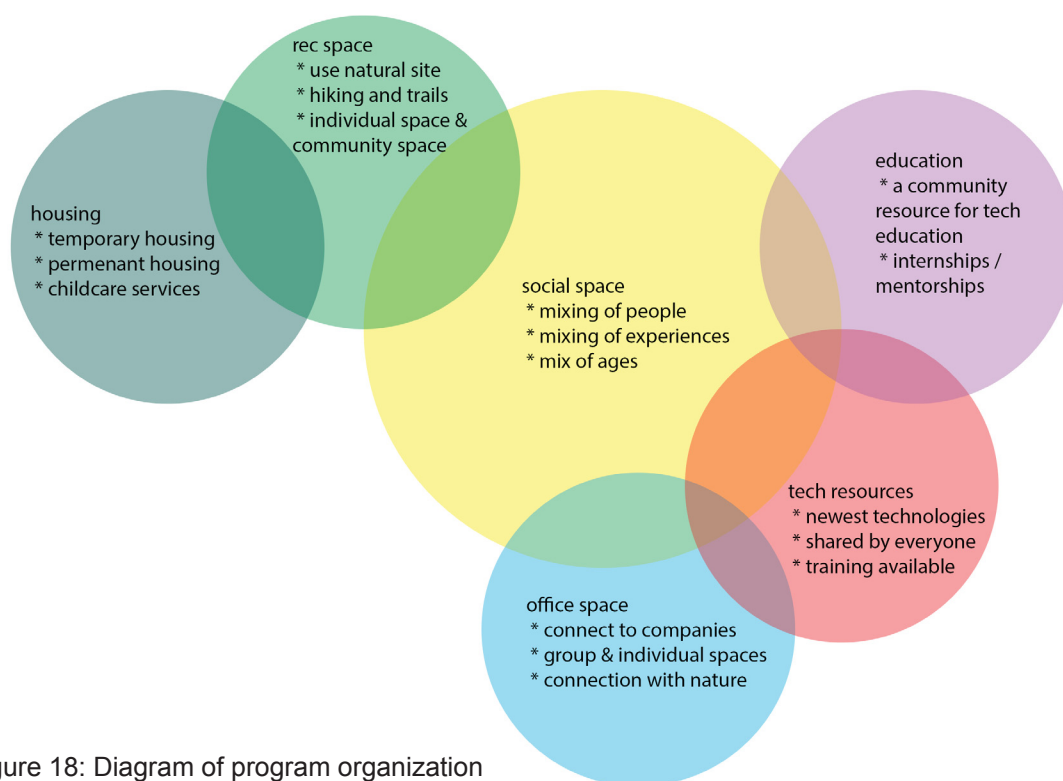 rec space
* use natural site
* hiking and trails
* individual space &
community space
housing
* temporary housing
* permenant housing
* childcare services
social space
* mixing of people
* mixing of experiences
* mix of ages
education
* a community
resource for tech
education
* internships /
mentorships
tech resources
* newest technologies
* shared by everyone
* training available
office space
* connect to companies
* group & individual spaces
* connection with nature
gure 18: Diagram of program organization